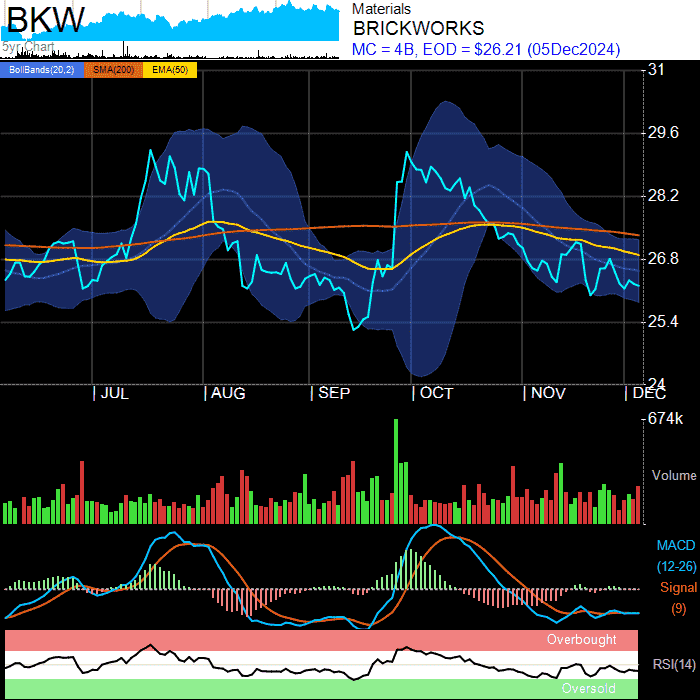 BKW
5yr Chart
Materials
BRICKWORKS
MC = 4B, EOD = $26.21 (05Dec2024)
BollBands(20,2) SMA(200) EMA(50)
31
29.6
28.2
26.8
25.4
24
JUL AUG SEP OCT NOV DEC
674k
Volume
MACD
(12-26)
Signal
(9)
Overbought
RSI(14)
Oversold